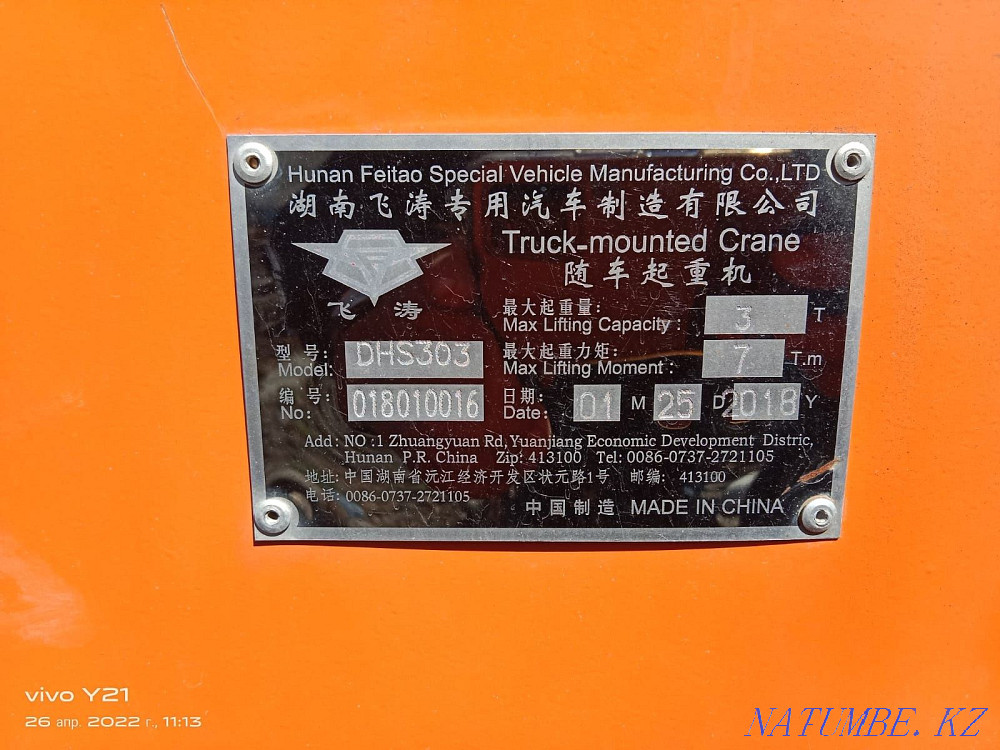 Hunan Feitao Special Vehicle Manufacturing Co.,LTD
湖南飞涛专用汽车制造有限公司
飞涛
Truck-mounted Crane
随车起重机
最大起重量:
Max Lifting Capacity : 3 T
型号:
Model: DHS303
最大起重力矩:
Max Lifting Moment : 7 T.m
编号:
No: 018010016
日期:
Date: 01 M 25 D 2018 Y
Add: NO :1 Zhuangyuan Rd,Yuanjiang Economic Development Distric,
Hunan P.R. China Zip: 413100 Tel: 0086-0737-2721105
地址: 中国湖南省沅江经济开发区状元路1号 邮编: 413100
电话: 0086-0737-2721105
中国制造 MADE IN CHINA
vivo Y21
26 апр. 2022 г., 11:13
NATUMBE. KZ